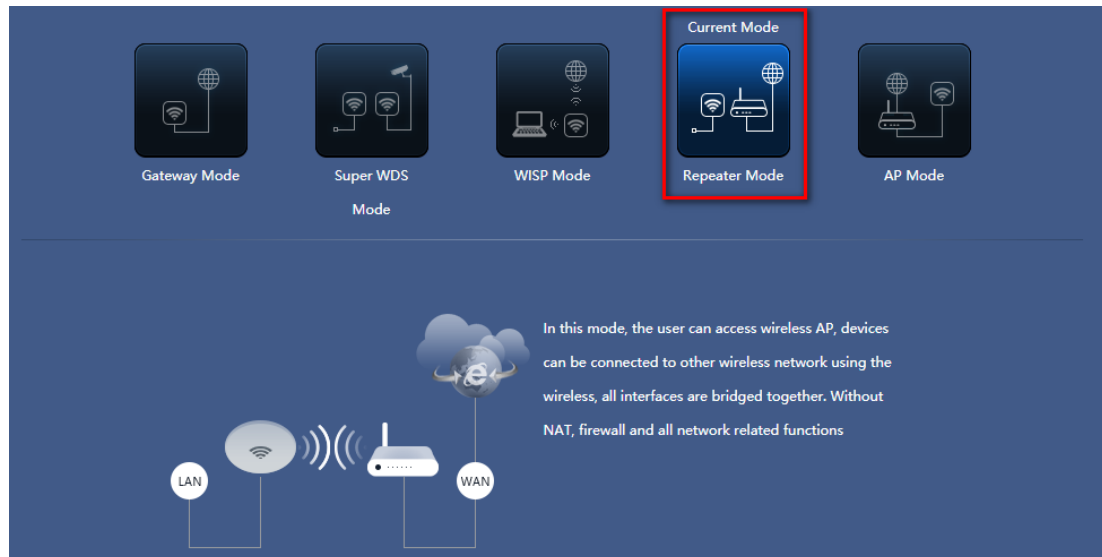 Current Mode
Gateway Mode
Super WDS
Mode
WISP Mode
Repeater Mode
AP Mode
In this mode, the user can access wireless AP, devices
can be connected to other wireless network using the
wireless, all interfaces are bridged together. Without
NAT, firewall and all network related functions
LAN
WAN